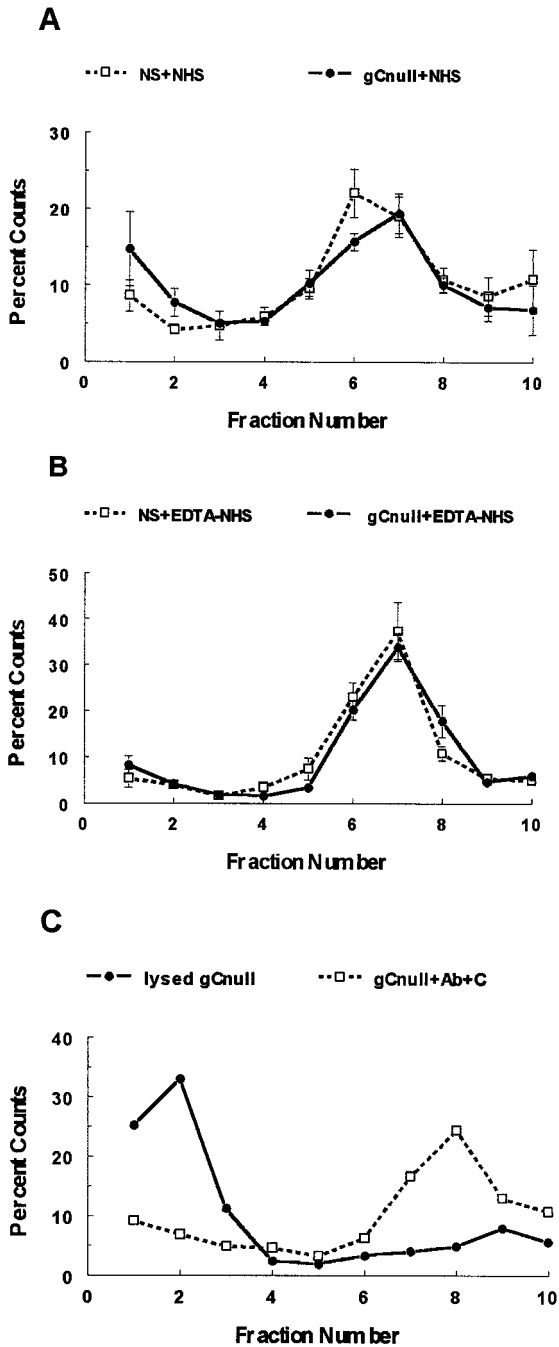 A
NS+NHS gCnull+NHS
30
20
10
0
0 2 4 6 8 10
Percent Counts
Fraction Number
B
NS+EDTA-NHS gCnull+EDTA-NHS
50
40
30
20
10
0
0 2 4 6 8 10
Percent Counts
Fraction Number
C
lysed gCnull gCnull+Ab+C
40
30
20
10
0
0 2 4 6 8 10
Percent Counts
Fraction Number